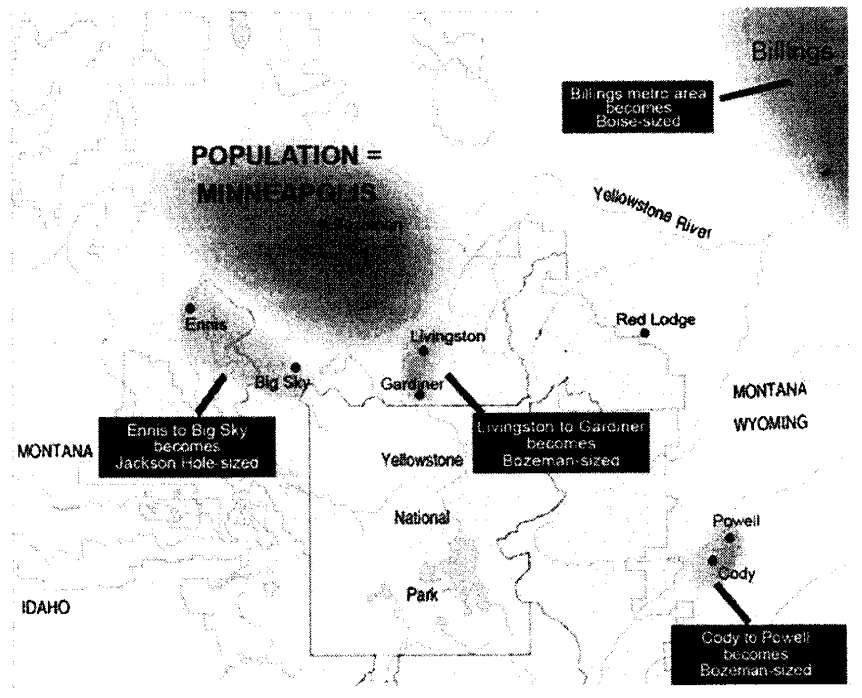 Billings
Billings metro area
becomes
Boise-sized
POPULATION =
MINNEAPOLIS
Bozeman
Yellowstone River
Ennis
Livingston
Red Lodge
Big Sky
Gardiner
MONTANA
WYOMING
Ennis to Big Sky
becomes
Jackson Hole-sized
Livingston to Gardiner
becomes
Bozeman-sized
MONTANA
Yellowstone
National
Park
Powell
Cody
IDAHO
Cody to Powell
becomes
Bozeman-sized